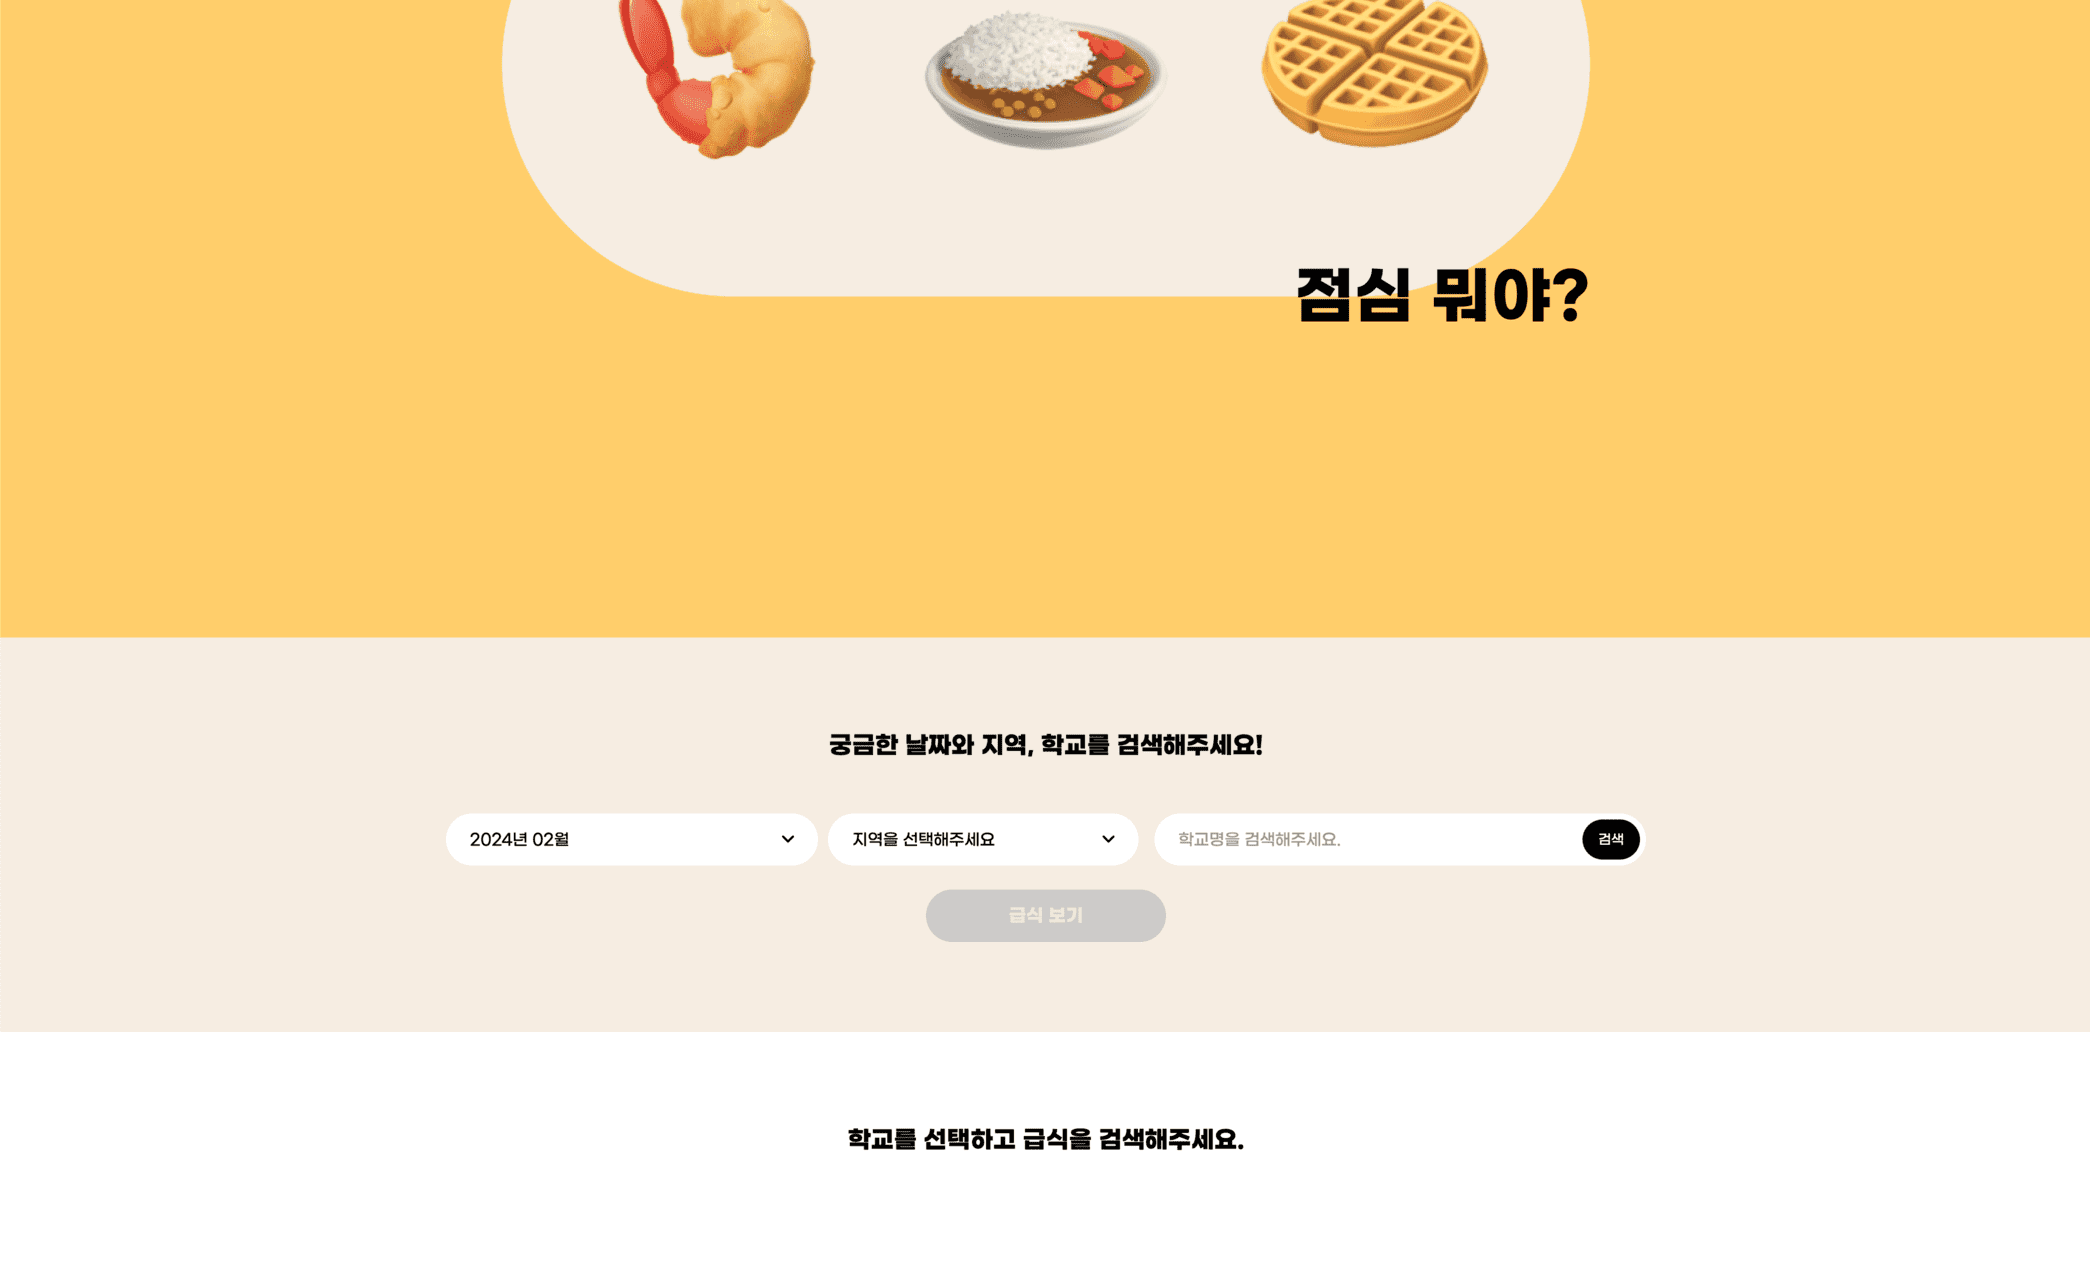 점심 뭐야?
궁금한 날짜와 지역, 학교를 검색해주세요!
2024년 02월
지역을 선택해주세요
학교명을 검색해주세요.
검색
급식 보기
학교를 선택하고 급식을 검색해주세요.